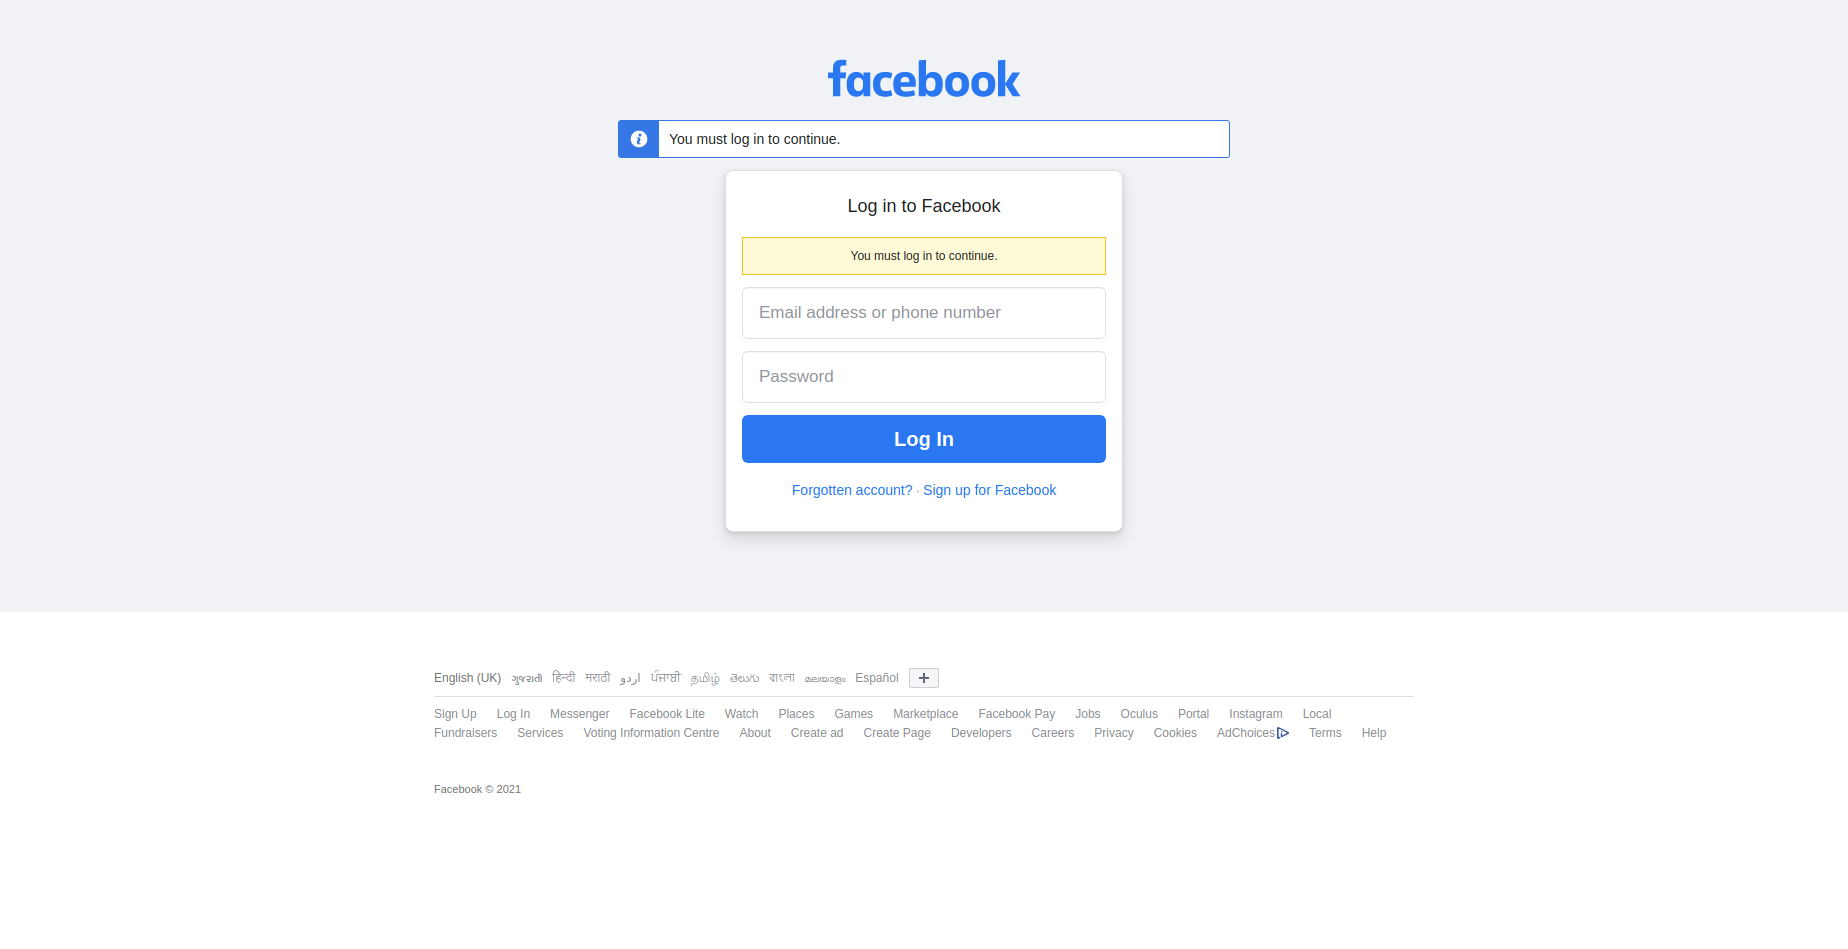 facebook
You must log in to continue.
Log in to Facebook
You must log in to continue.
Email address or phone number
Password
Log In
Forgotten account? · Sign up for Facebook
English (UK) ગુજરાતી हिन्दी मराठी اردو ਪੰਜਾਬੀ தமிழ் తెలుగు বাংলা മലയാളം Español
Sign Up Log In Messenger Facebook Lite Watch Places Games Marketplace Facebook Pay Jobs Oculus Portal Instagram Local
Fundraisers Services Voting Information Centre About Create ad Create Page Developers Careers Privacy Cookies AdChoices Terms Help
Facebook © 2021